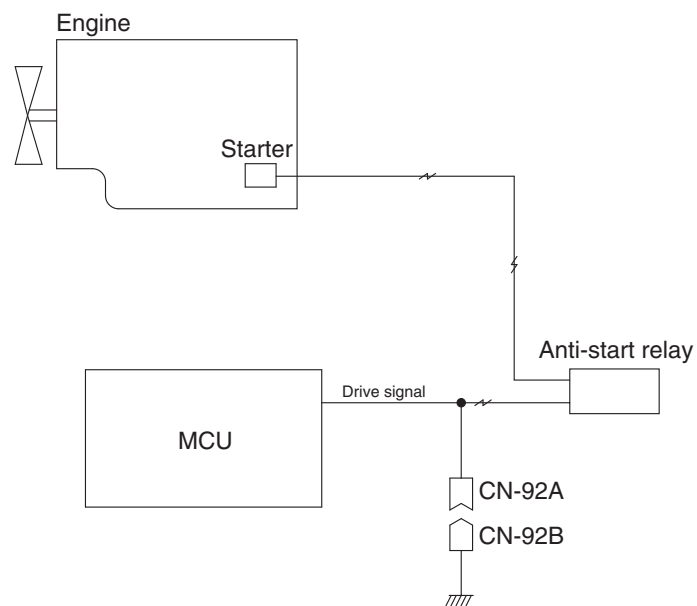 Engine
Starter
Anti-start relay
Drive signal
MCU
CN-92A
CN-92B